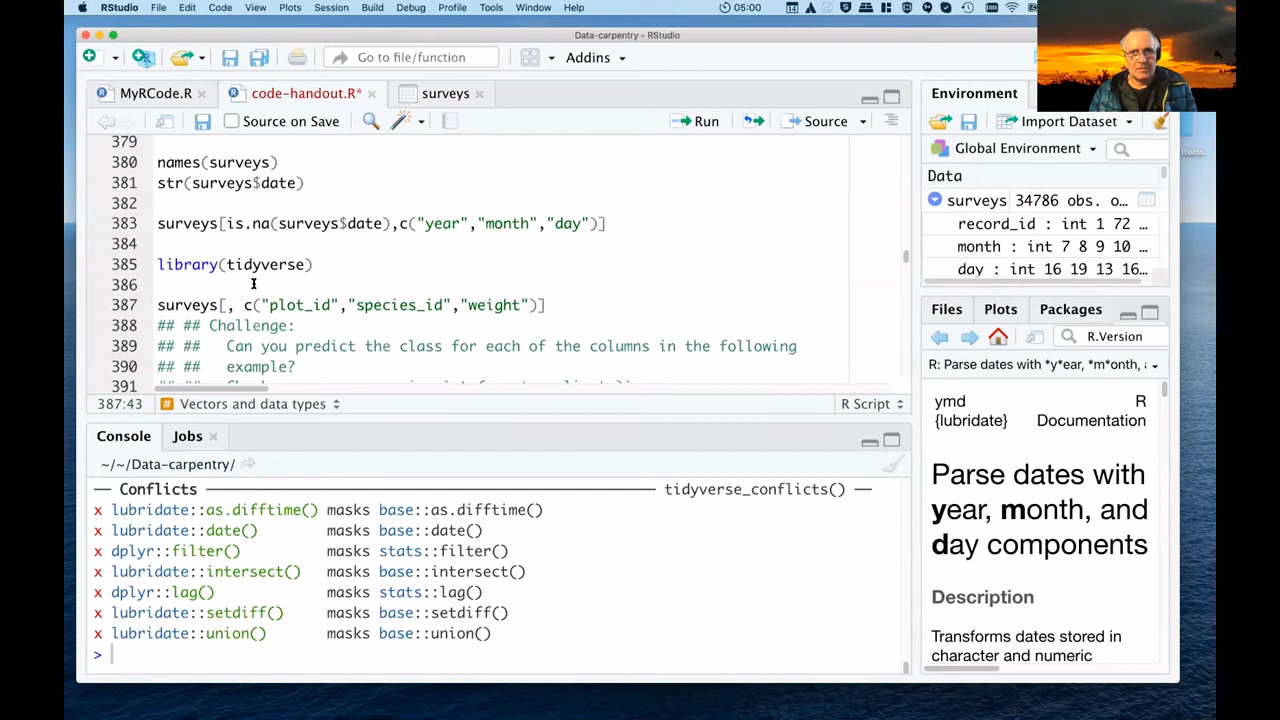 RStudio File Edit Code View Plots Session Build Debug Profile Tools Window Help 05:00
Data-carpentry - RStudio
Go to file/function Addins
MyRCode.R code-handout.R* surveys
Source on Save Run Source
379
380 names(surveys)
381 str(surveys$date)
382
383 surveys[is.na(surveys$date),c("year","month","day")]
384
385 library(tidyverse)
386
387 surveys[, c("plot_id","species_id","weight")]
388 ## ## Challenge:
389 ## ## Can you predict the class for each of the columns in the following
390 ## ## example?
391
387:43 # Vectors and data types R Script
Console Jobs
~/~/Data-carpentry/
── Conflicts ── tidyverse_conflicts() ──
x lubridate::as.difftime() masks base::as.difftime()
x lubridate::date() masks base::date()
x dplyr::filter() masks stats::filter()
x lubridate::intersect() masks base::intersect()
x dplyr::lag() masks stats::lag()
x lubridate::setdiff() masks base::setdiff()
x lubridate::union() masks base::union()
>
Environment
Import Dataset
Global Environment
Data
surveys 34786 obs. o…
record_id : int 1 72 …
month : int 7 8 9 10 …
day : int 16 19 13 16…
Files Plots Packages
R.Version
R: Parse dates with *y*ear, *m*onth,
ymd R
{lubridate} Documentation
Parse dates with
year, month, and
day components
Description
Transforms dates stored in
character and numeric
items